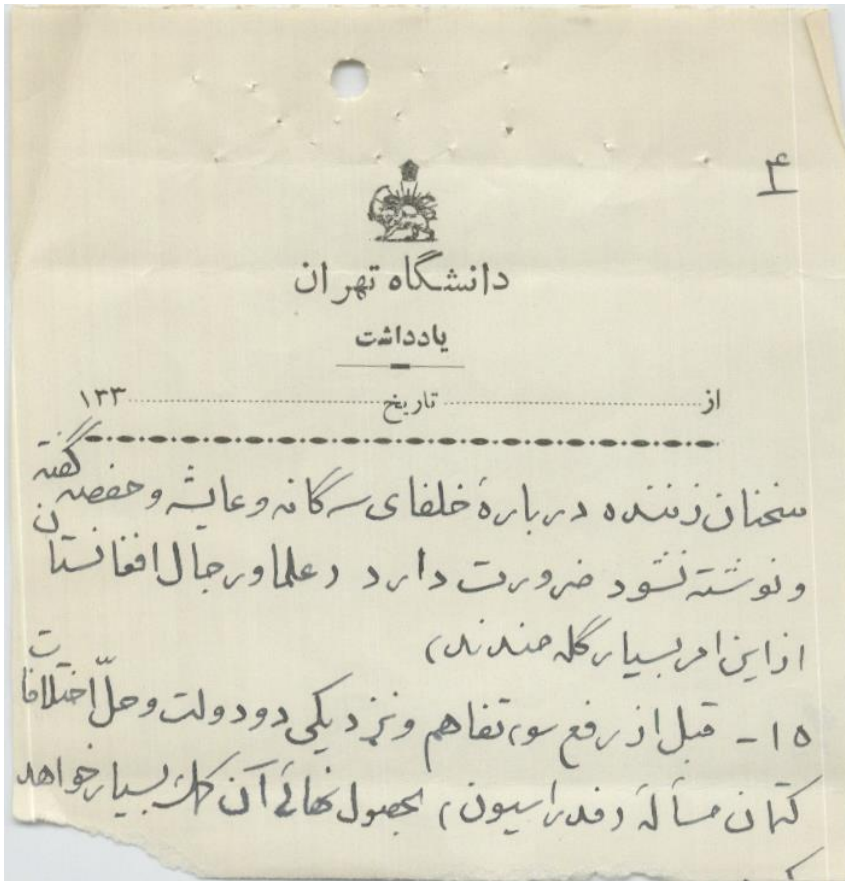 ۴
دانشگاه تهران
یادداشت
از تاریخ ۱۳۳
سخنان زننده درباره خلفای سه گانه و عایشه و حفصه گفته
و نوشته نشود ضرورت دارد (علما و رجال افغانستان
از این امر بسیار گله مندند)
۱۵- قبل از رفع سوء تفاهم و نزدیکی دو دولت و حلّ اختلافات
کتمان مسألهٔ (فدراسیون) بحصول نهائی آن کمک بسیار خواهد